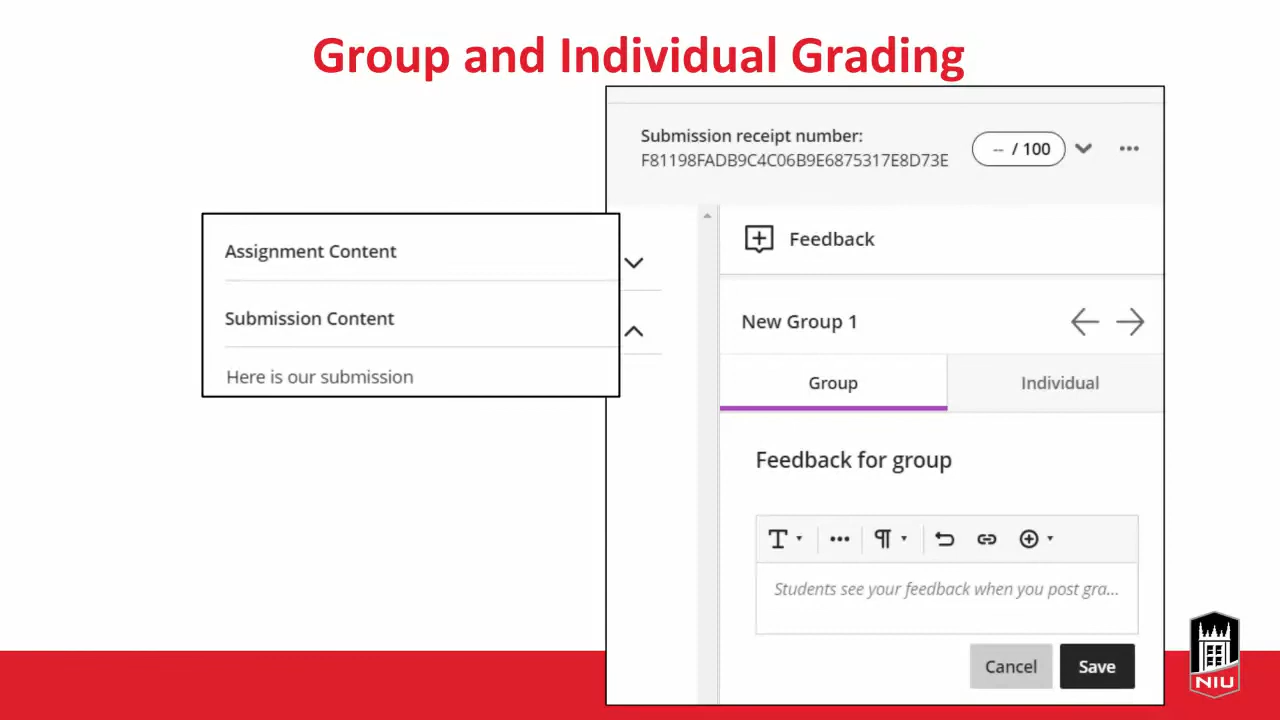 Group and Individual Grading
Submission receipt number:
F81198FADB9C4C06B9E6875317E8D73E
-- / 100
Assignment Content
Submission Content
Here is our submission
Feedback
New Group 1
Group
Individual
Feedback for group
Students see your feedback when you post gra...
Cancel
Save
NIU